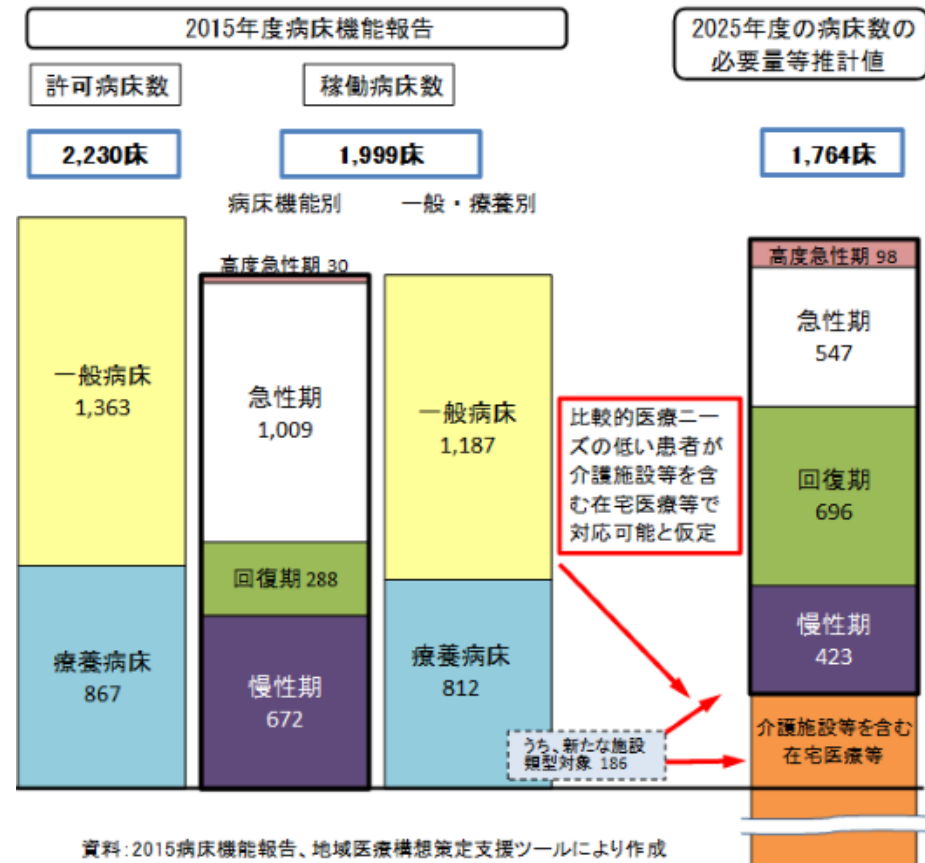 2015年度病床機能報告
2025年度の病床数の
必要量等推計値
許可病床数
稼働病床数
2,230床
1,999床
1,764床
病床機能別
一般・療養別
高度急性期 30
高度急性期 98
一般病床
1,363
急性期
1,009
一般病床
1,187
急性期
547
比較的医療ニー
ズの低い患者が
介護施設等を含
む在宅医療等で
対応可能と仮定
回復期
696
回復期 288
慢性期
423
療養病床
867
慢性期
672
療養病床
812
うち、新たな施設
類型対象 186
介護施設等を含む
在宅医療等
資料：2015病床機能報告、地域医療構想策定支援ツールにより作成